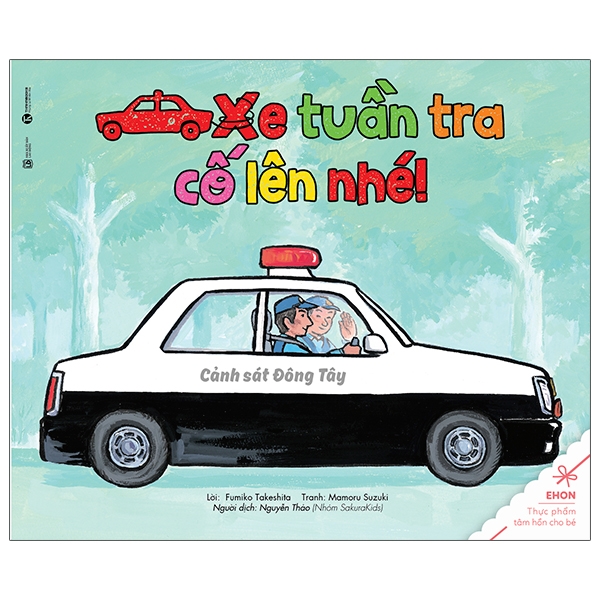 Xe tuần tra
cố lên nhé!
Cảnh sát Đông Tây
Lời: Fumiko Takeshita Tranh: Mamoru Suzuki
Người dịch: Nguyên Thảo (Nhóm SakuraKids)
EHON
Thực phẩm
tâm hồn cho bé